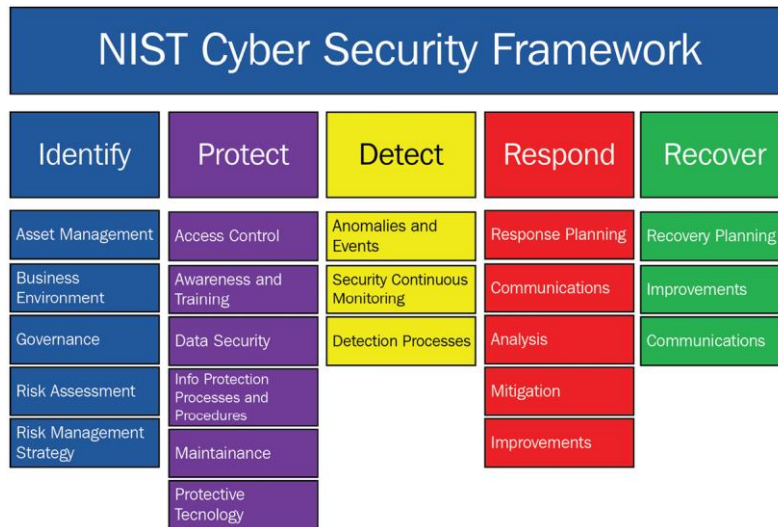 NIST Cyber Security Framework
Identify
Protect
Detect
Respond
Recover
Asset Management
Business
Environment
Governance
Risk Assessment
Risk Management
Strategy
Access Control
Awareness and
Training
Data Security
Info Protection
Processes and
Procedures
Maintainance
Protective
Tecnology
Anomalies and
Events
Security Continuous
Monitoring
Detection Processes
Response Planning
Communications
Analysis
Mitigation
Improvements
Recovery Planning
Improvements
Communications